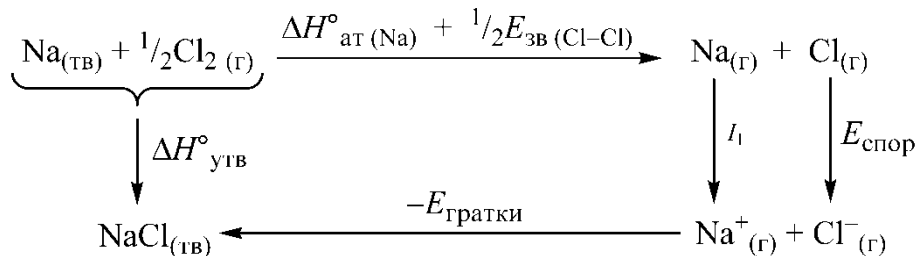 Na(тв) + 1/2Cl2 (г)
ΔH°ат (Na) + 1/2Eзв (Cl–Cl)
Na(г) + Cl(г)
ΔH°утв
I1
Eспор
NaCl(тв)
–Eгратки
Na+(г) + Cl–(г)